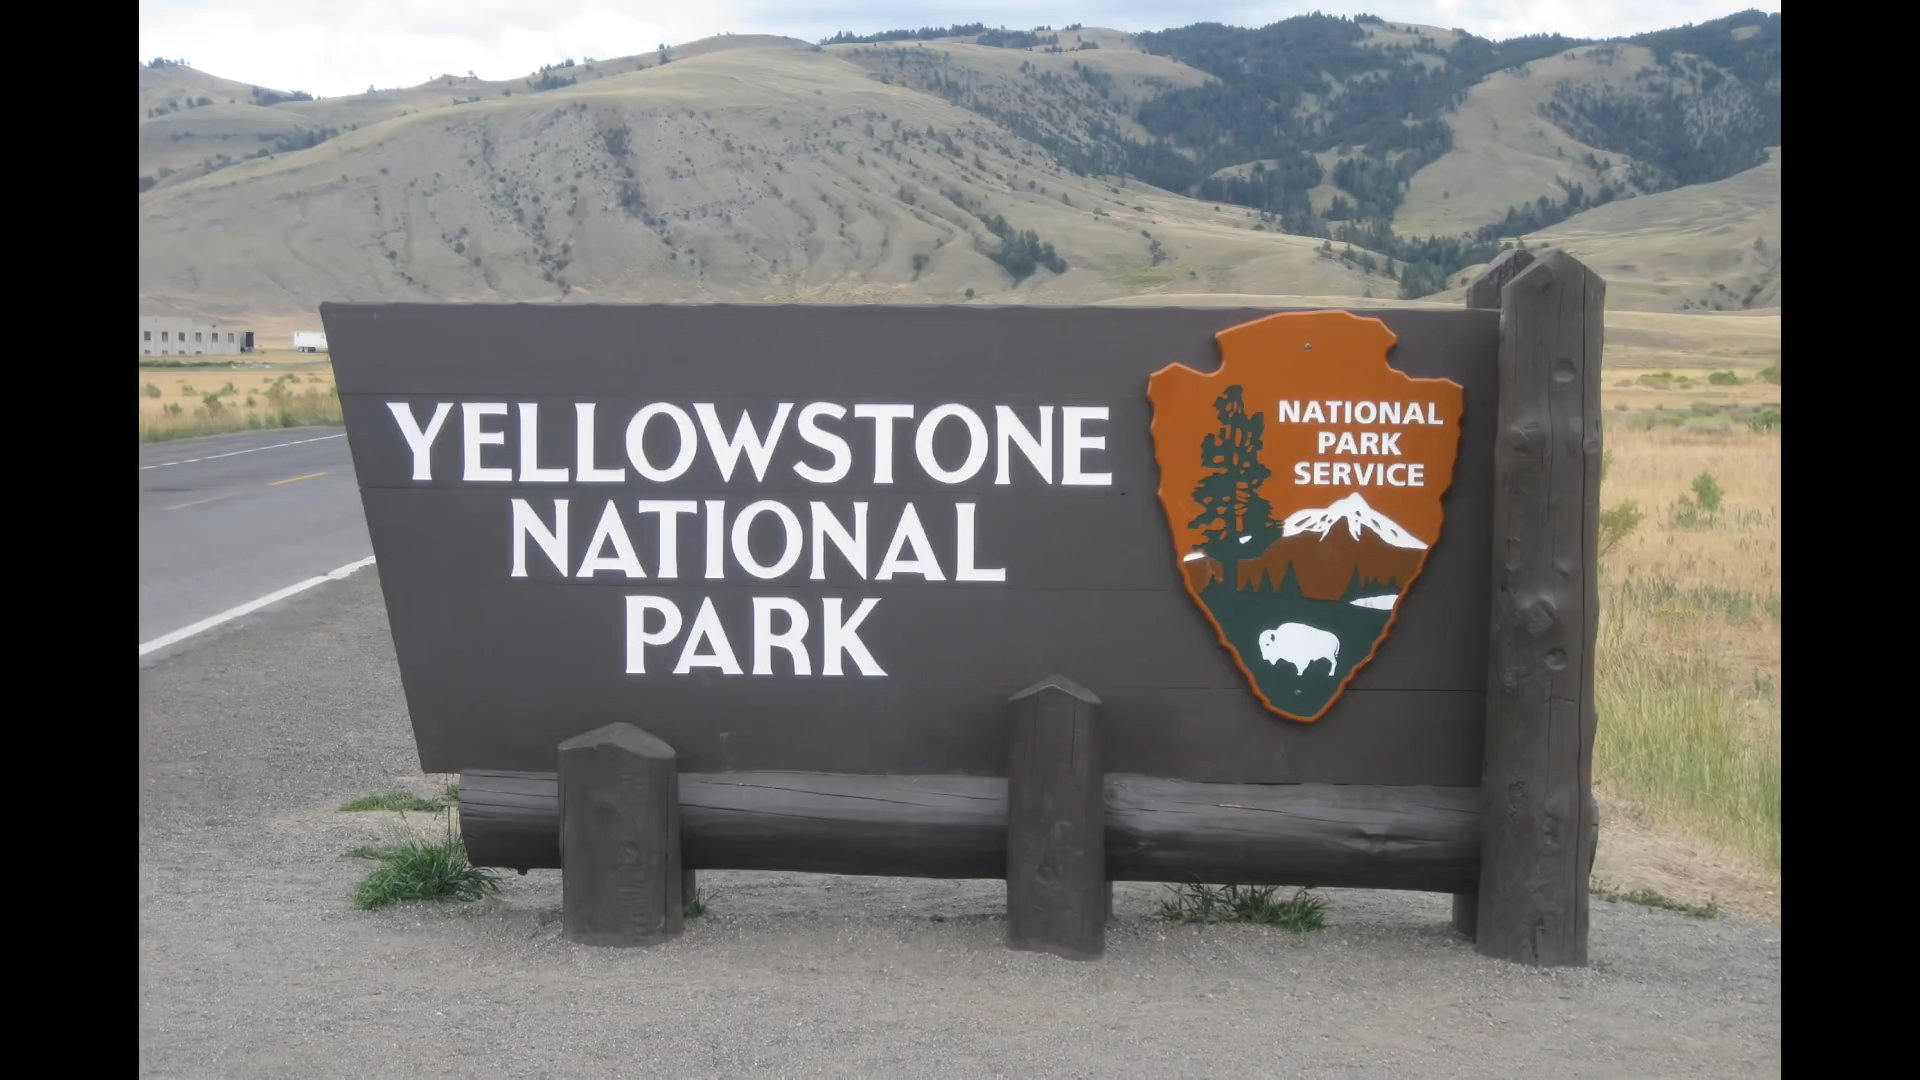 YELLOWSTONE
NATIONAL
PARK
NATIONAL
PARK
SERVICE